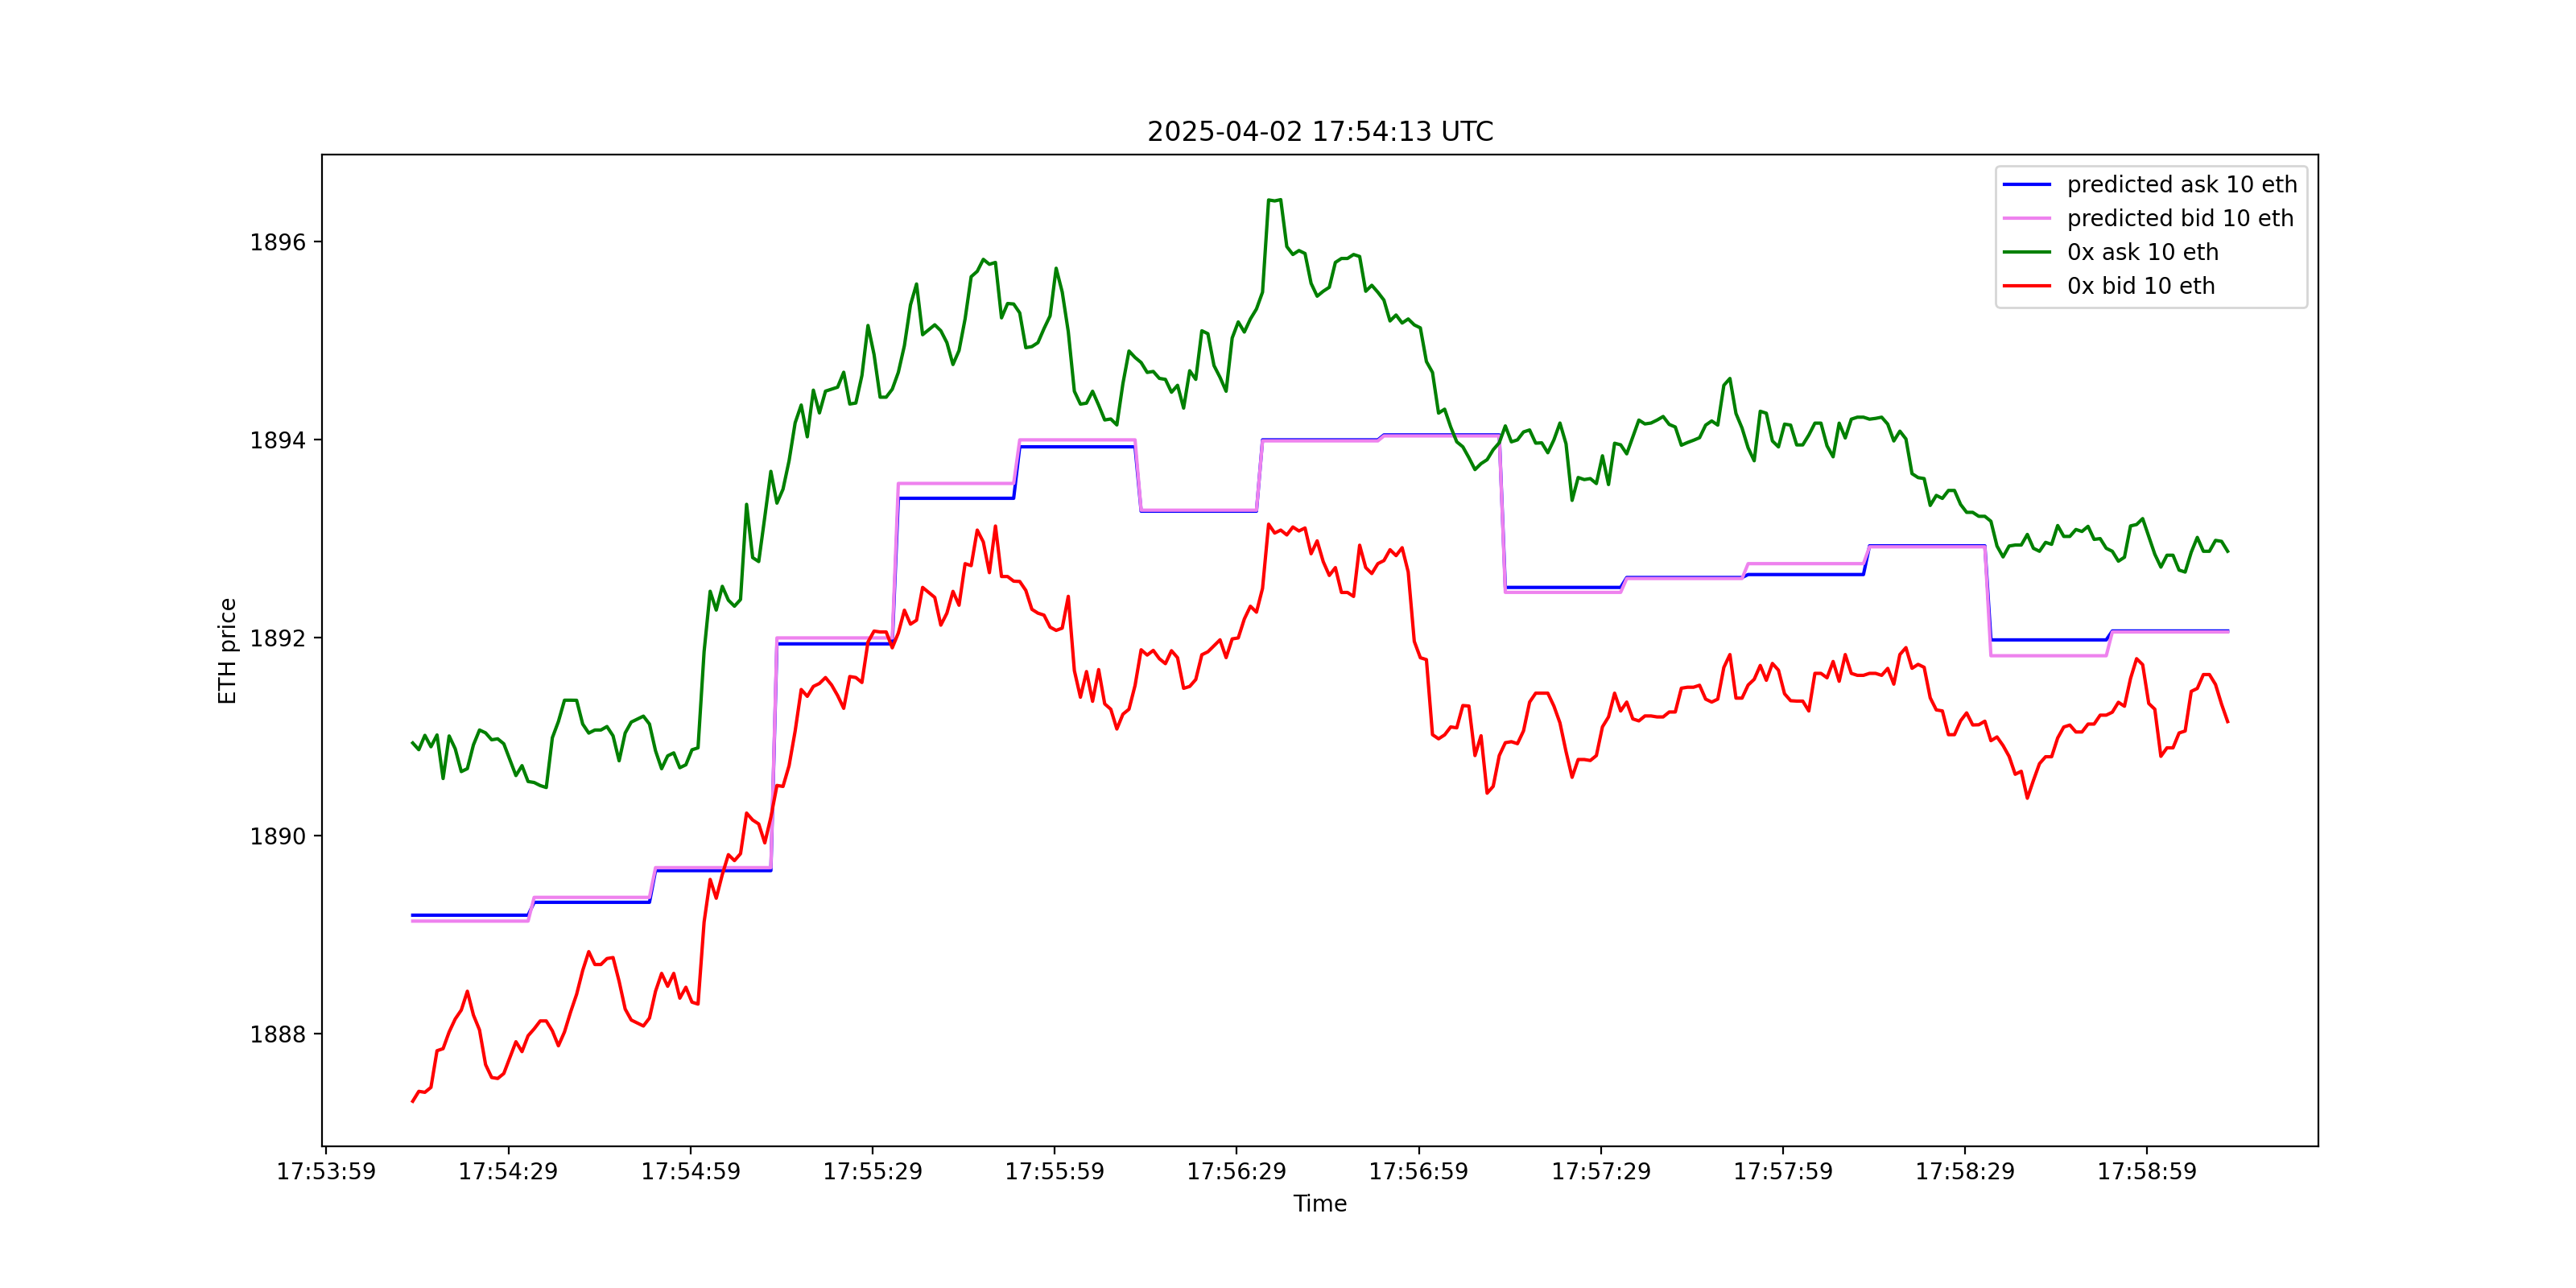 2025-04-02 17:54:13 UTC
predicted ask 10 eth
predicted bid 10 eth
0x ask 10 eth
0x bid 10 eth
ETH price
1896
1894
1892
1890
1888
17:53:59 17:54:29 17:54:59 17:55:29 17:55:59 17:56:29 17:56:59 17:57:29 17:57:59 17:58:29 17:58:59
Time